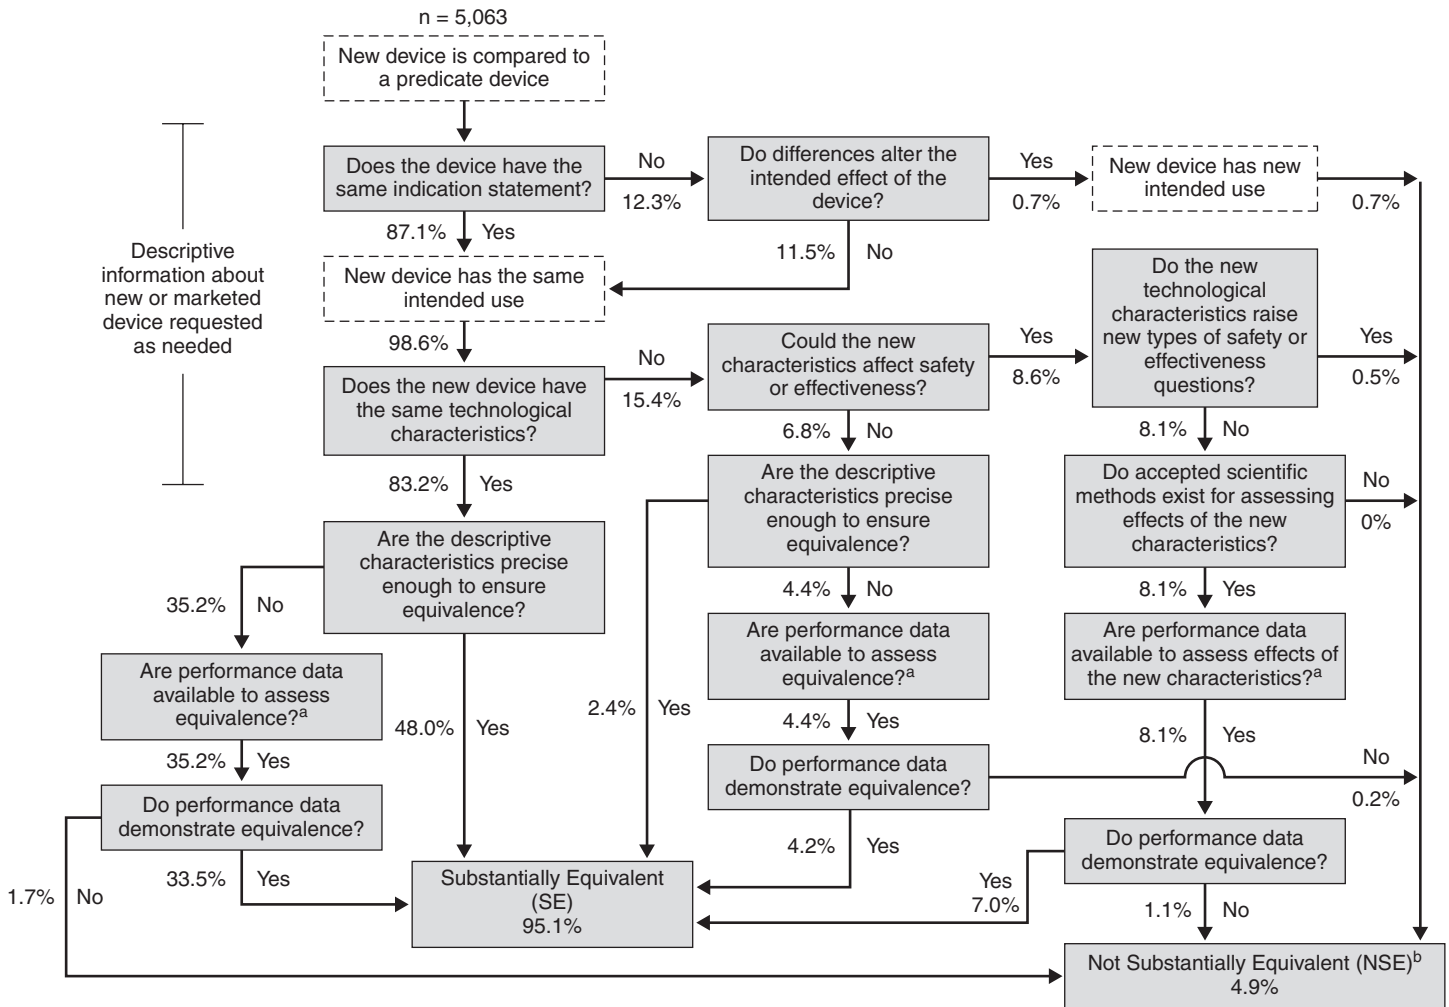 n = 5,063
New device is compared to
a predicate device
Descriptive
information about
new or marketed
device requested
as needed
Does the device have the
same indication statement?
No
12.3%
Do differences alter the
intended effect of the
device?
Yes
0.7%
New device has new
intended use
0.7%
87.1% Yes
11.5% No
New device has the same
intended use
98.6%
Does the new device have
the same technological
characteristics?
No
15.4%
Could the new
characteristics affect safety
or effectiveness?
Yes
8.6%
Do the new
technological
characteristics raise
new types of safety or
effectiveness
questions?
Yes
0.5%
83.2% Yes
6.8% No
8.1% No
Are the descriptive
characteristics precise
enough to ensure
equivalence?
35.2% No
48.0% Yes
Are the descriptive
characteristics precise
enough to ensure
equivalence?
2.4% Yes
4.4% No
Do accepted scientific
methods exist for assessing
effects of the new
characteristics?
No
0%
8.1% Yes
Are performance data
available to assess
equivalence?a
35.2% Yes
Are performance data
available to assess
equivalence?a
4.4% Yes
Are performance data
available to assess effects of
the new characteristics?a
8.1% Yes
Do performance data
demonstrate equivalence?
1.7% No
33.5% Yes
Do performance data
demonstrate equivalence?
No
0.2%
4.2% Yes
Do performance data
demonstrate equivalence?
Yes
7.0%
1.1% No
Substantially Equivalent
(SE)
95.1%
Not Substantially Equivalent (NSE)b
4.9%